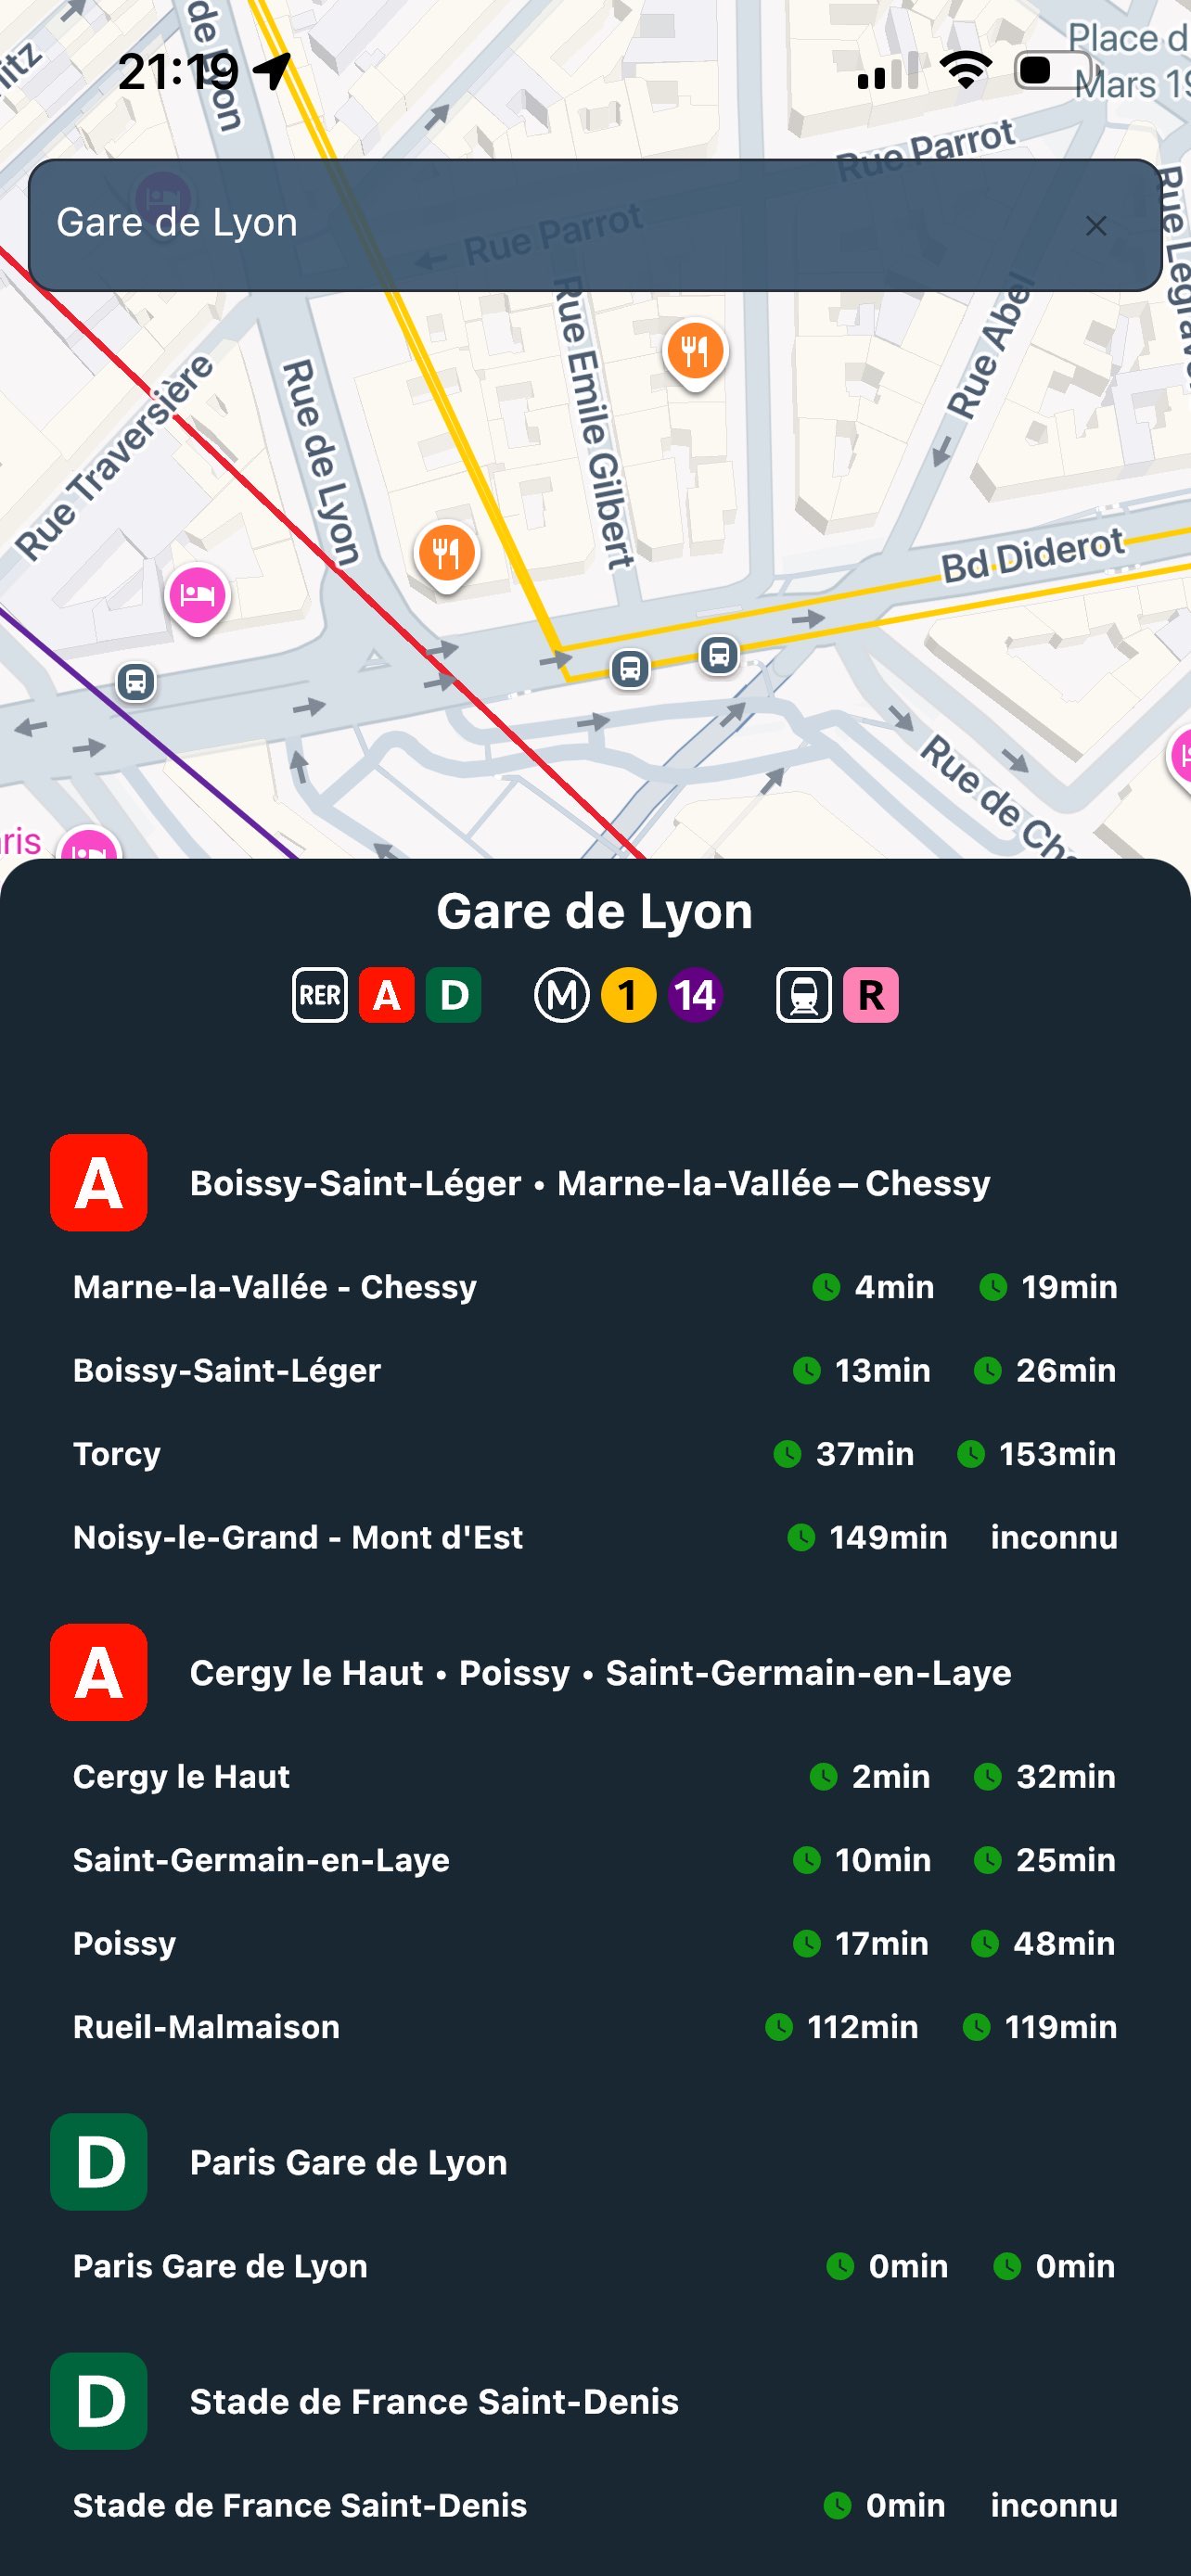 de Lyon
21:19
Place d
Mars 19
Rue Parrot
Gare de Lyon
Rue Parrot
Rue Emile Gilbert
Rue Abel
Rue Traversière
Rue de Lyon
Bd Diderot
Rue de Cha
ris
Gare de Lyon
RER A D M 1 14 R
A Boissy-Saint-Léger • Marne-la-Vallée – Chessy
Marne-la-Vallée - Chessy 4min 19min
Boissy-Saint-Léger 13min 26min
Torcy 37min 153min
Noisy-le-Grand - Mont d'Est 149min inconnu
A Cergy le Haut • Poissy • Saint-Germain-en-Laye
Cergy le Haut 2min 32min
Saint-Germain-en-Laye 10min 25min
Poissy 17min 48min
Rueil-Malmaison 112min 119min
D Paris Gare de Lyon
Paris Gare de Lyon 0min 0min
D Stade de France Saint-Denis
Stade de France Saint-Denis 0min inconnu